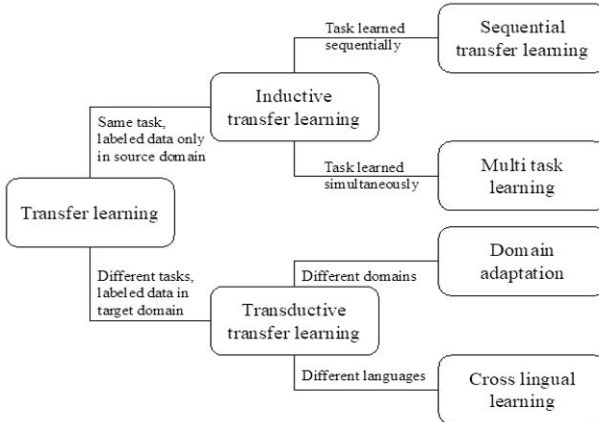 Task learned
sequentially
Sequential
transfer learning
Inductive
transfer learning
Same task,
labeled data only
in source domain
Task learned
simultaneously
Multi task
learning
Transfer learning
Different tasks,
labeled data in
target domain
Domain
adaptation
Different domains
Transductive
transfer learning
Different languages
Cross lingual
learning